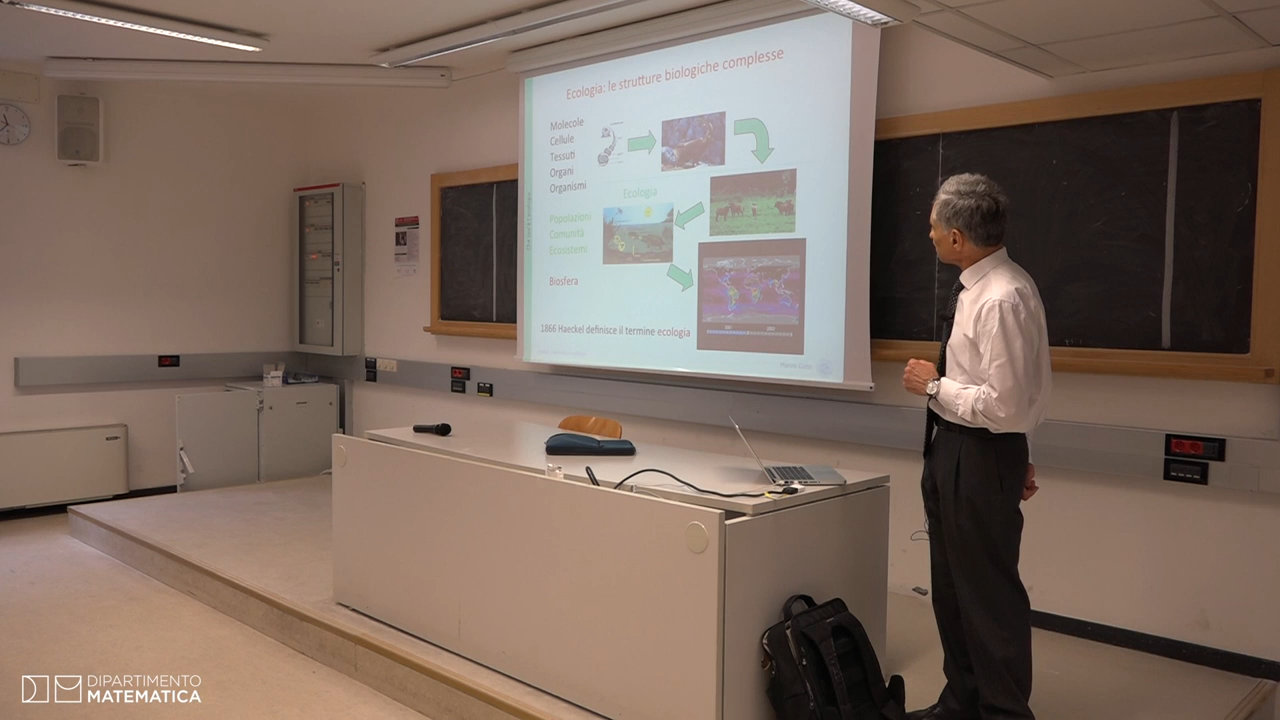 Ecologia: le strutture biologiche complesse
Molecole
Cellule
Tessuti
Organi
Organismi
Ecologia
Popolazioni
Comunità
Ecosistemi
Biosfera
1866 Haeckel definisce il termine ecologia
DIPARTIMENTO
MATEMATICA